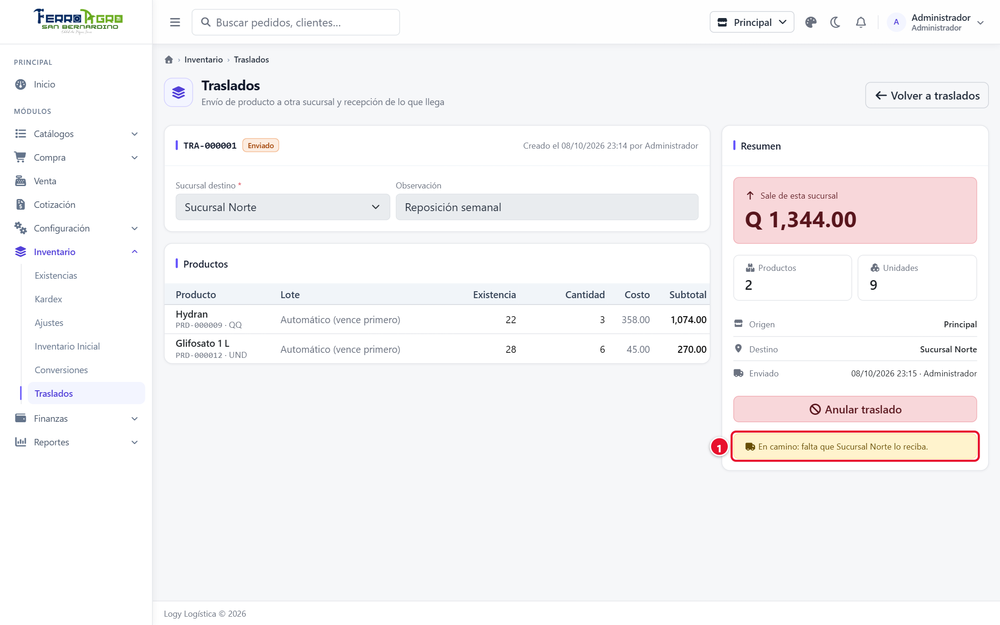 FERRO AGRO
SAN BERNARDINO
Buscar pedidos, clientes...
Principal
A
Administrador
Administrador
PRINCIPAL
Inicio
MÓDULOS
Catálogos
Compra
Venta
Cotización
Configuración
Inventario
Existencias
Kardex
Ajustes
Inventario Inicial
Conversiones
Traslados
Finanzas
Reportes
Inventario › Traslados
Traslados
Envío de producto a otra sucursal y recepción de lo que llega
Volver a traslados
TRA-000001 Enviado
Creado el 08/10/2026 23:14 por Administrador
Sucursal destino *
Observación
Sucursal Norte
Reposición semanal
Productos
Producto Lote Existencia Cantidad Costo Subtotal
Hydran
PRD-000009 · QQ
Automático (vence primero) 22 3 358.00 1,074.00
Glifosato 1 L
PRD-000012 · UND
Automático (vence primero) 28 6 45.00 270.00
Resumen
Sale de esta sucursal
Q 1,344.00
Productos
2
Unidades
9
Origen Principal
Destino Sucursal Norte
Enviado 08/10/2026 23:15 · Administrador
Anular traslado
1
En camino: falta que Sucursal Norte lo reciba.
Logy Logística © 2026